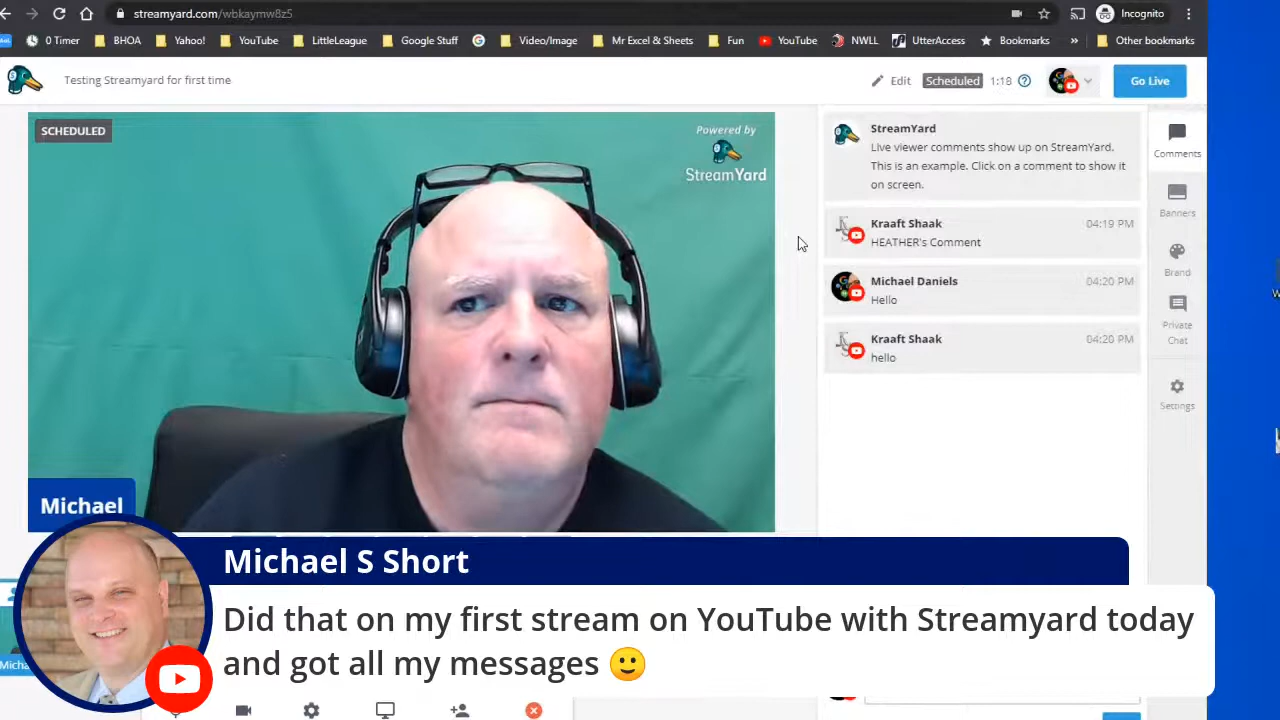 streamyard.com/wbkaymw8z5
Incognito
0 Timer
BHOA
Yahoo!
YouTube
LittleLeague
Google Stuff
Video/Image
Mr Excel & Sheets
Fun
YouTube
NWLL
UtterAccess
Bookmarks
»
Other bookmarks
Testing Streamyard for first time
Edit
Scheduled
1:18
Go Live
SCHEDULED
Powered by
StreamYard
Michael
StreamYard
Live viewer comments show up on StreamYard.
This is an example. Click on a comment to show it
on screen.
Kraaft Shaak 04:19 PM
HEATHER's Comment
Michael Daniels 04:20 PM
Hello
Kraaft Shaak 04:20 PM
hello
Comments
Banners
Brand
Private
Chat
Settings
Michael S Short
Did that on my first stream on YouTube with Streamyard today
and got all my messages 🙂